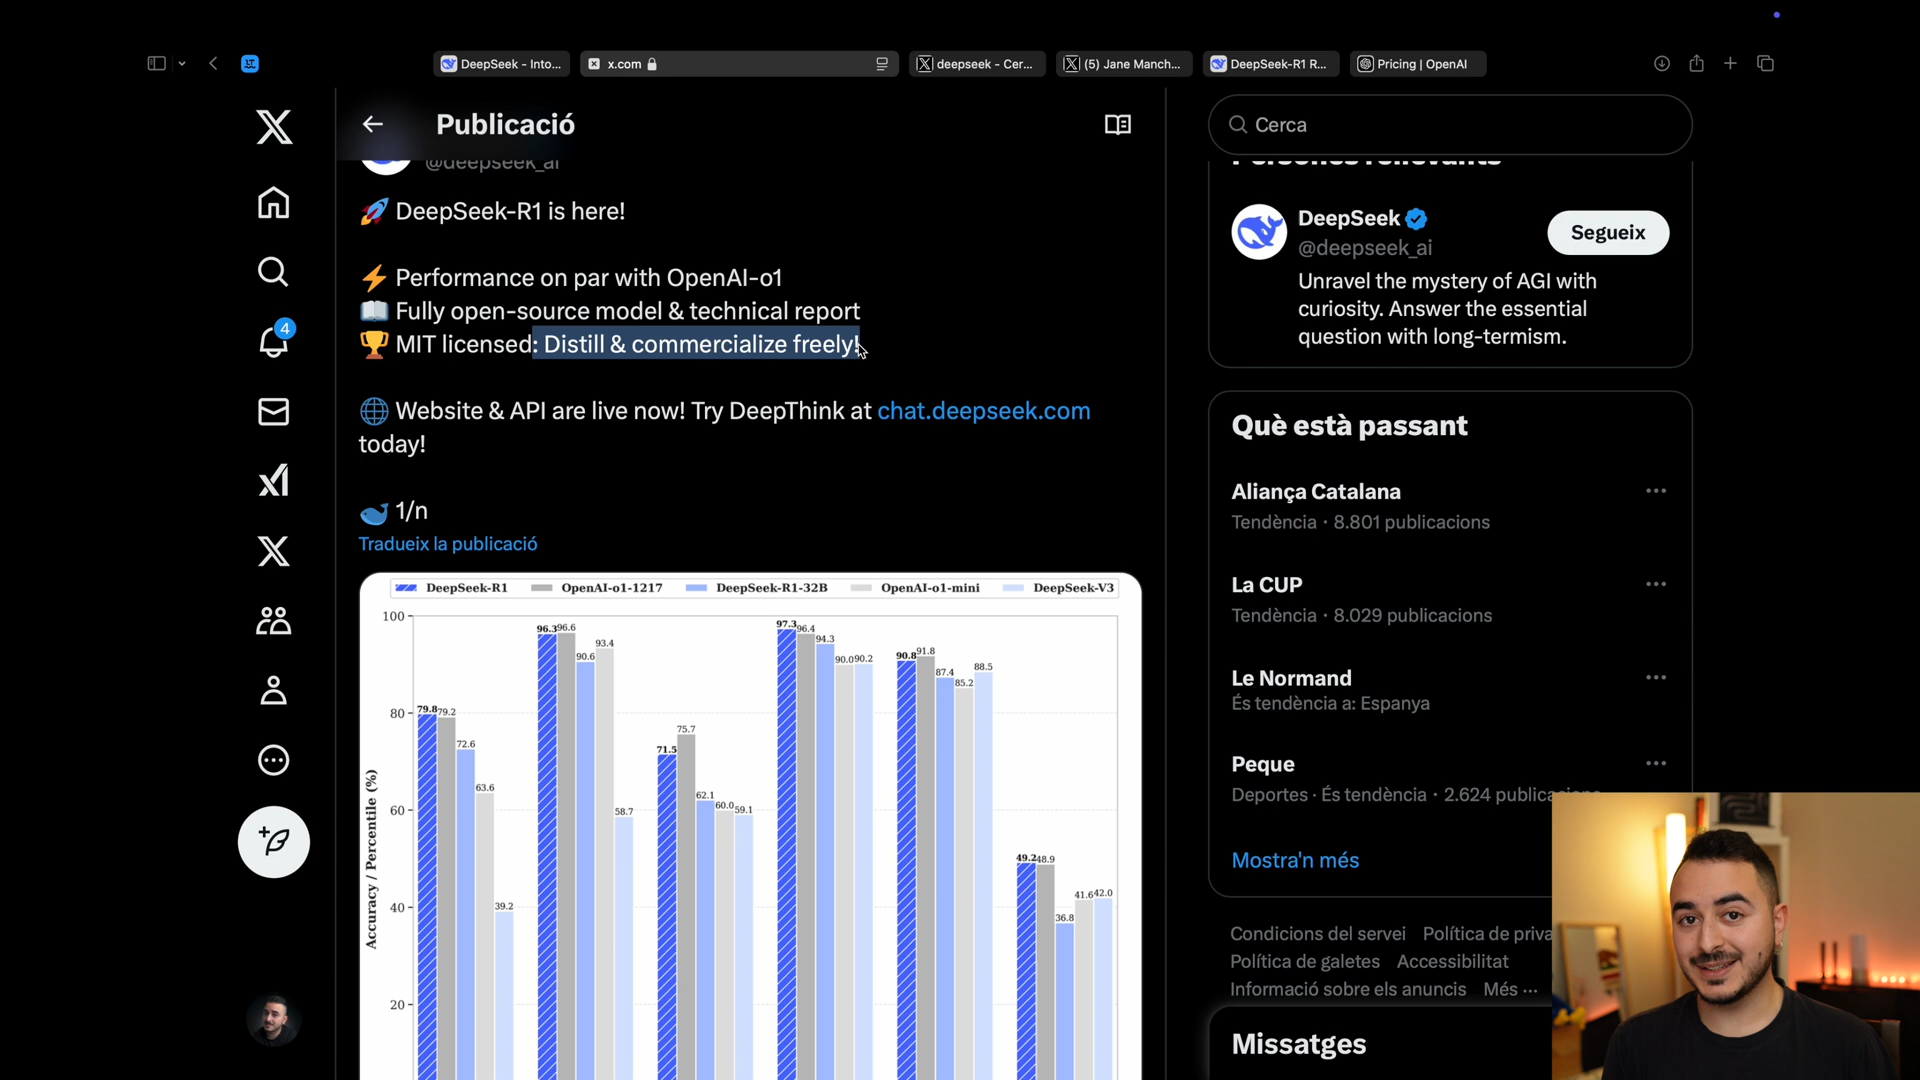 DeepSeek - Into...
x.com
deepseek - Cer...
(5) Jane Manch...
DeepSeek-R1 R...
Pricing | OpenAI
Publicació
@deepseek_ai
🚀 DeepSeek-R1 is here!
⚡ Performance on par with OpenAI-o1
📖 Fully open-source model & technical report
🏆 MIT licensed: Distill & commercialize freely!
🌐 Website & API are live now! Try DeepThink at chat.deepseek.com
today!
🐋 1/n
Tradueix la publicació
DeepSeek-R1 OpenAI-o1-1217 DeepSeek-R1-32B OpenAI-o1-mini DeepSeek-V3
Accuracy / Percentile (%)
100
80
60
40
20
79.8 79.2 72.6 63.6 39.2
96.3 96.6 90.6 93.4 58.7
71.5 75.7 62.1 60.0 59.1
97.3 96.4 94.3 90.0 90.2
90.8 91.8 87.4 85.2 88.5
49.2 48.9 36.8 41.6 42.0
4
Cerca
Persones rellevants
DeepSeek
@deepseek_ai
Segueix
Unravel the mystery of AGI with
curiosity. Answer the essential
question with long-termism.
Què està passant
Aliança Catalana
Tendència · 8.801 publicacions
La CUP
Tendència · 8.029 publicacions
Le Normand
És tendència a: Espanya
Peque
Deportes · És tendència · 2.624 publicacions
Mostra'n més
Condicions del servei Política de priva
Política de galetes Accessibilitat
Informació sobre els anuncis Més ···
Missatges